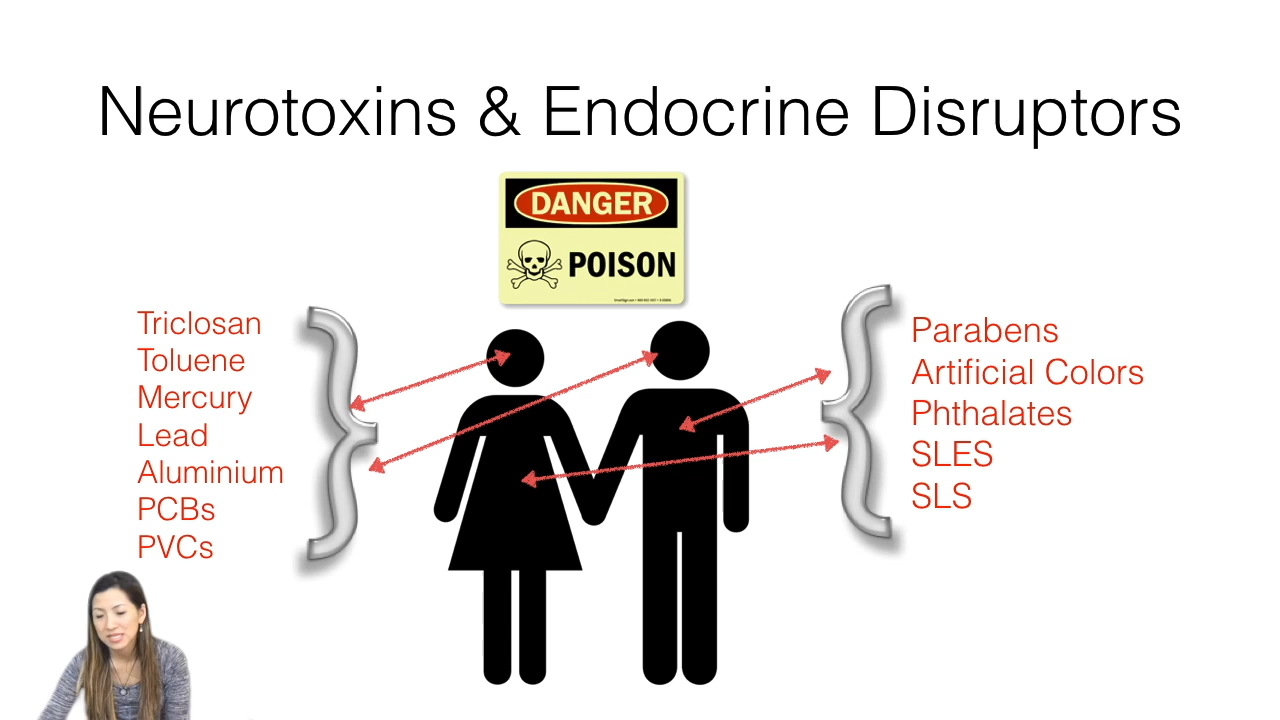 Neurotoxins & Endocrine Disruptors
DANGER
POISON
Triclosan
Toluene
Mercury
Lead
Aluminium
PCBs
PVCs
Parabens
Artificial Colors
Phthalates
SLES
SLS